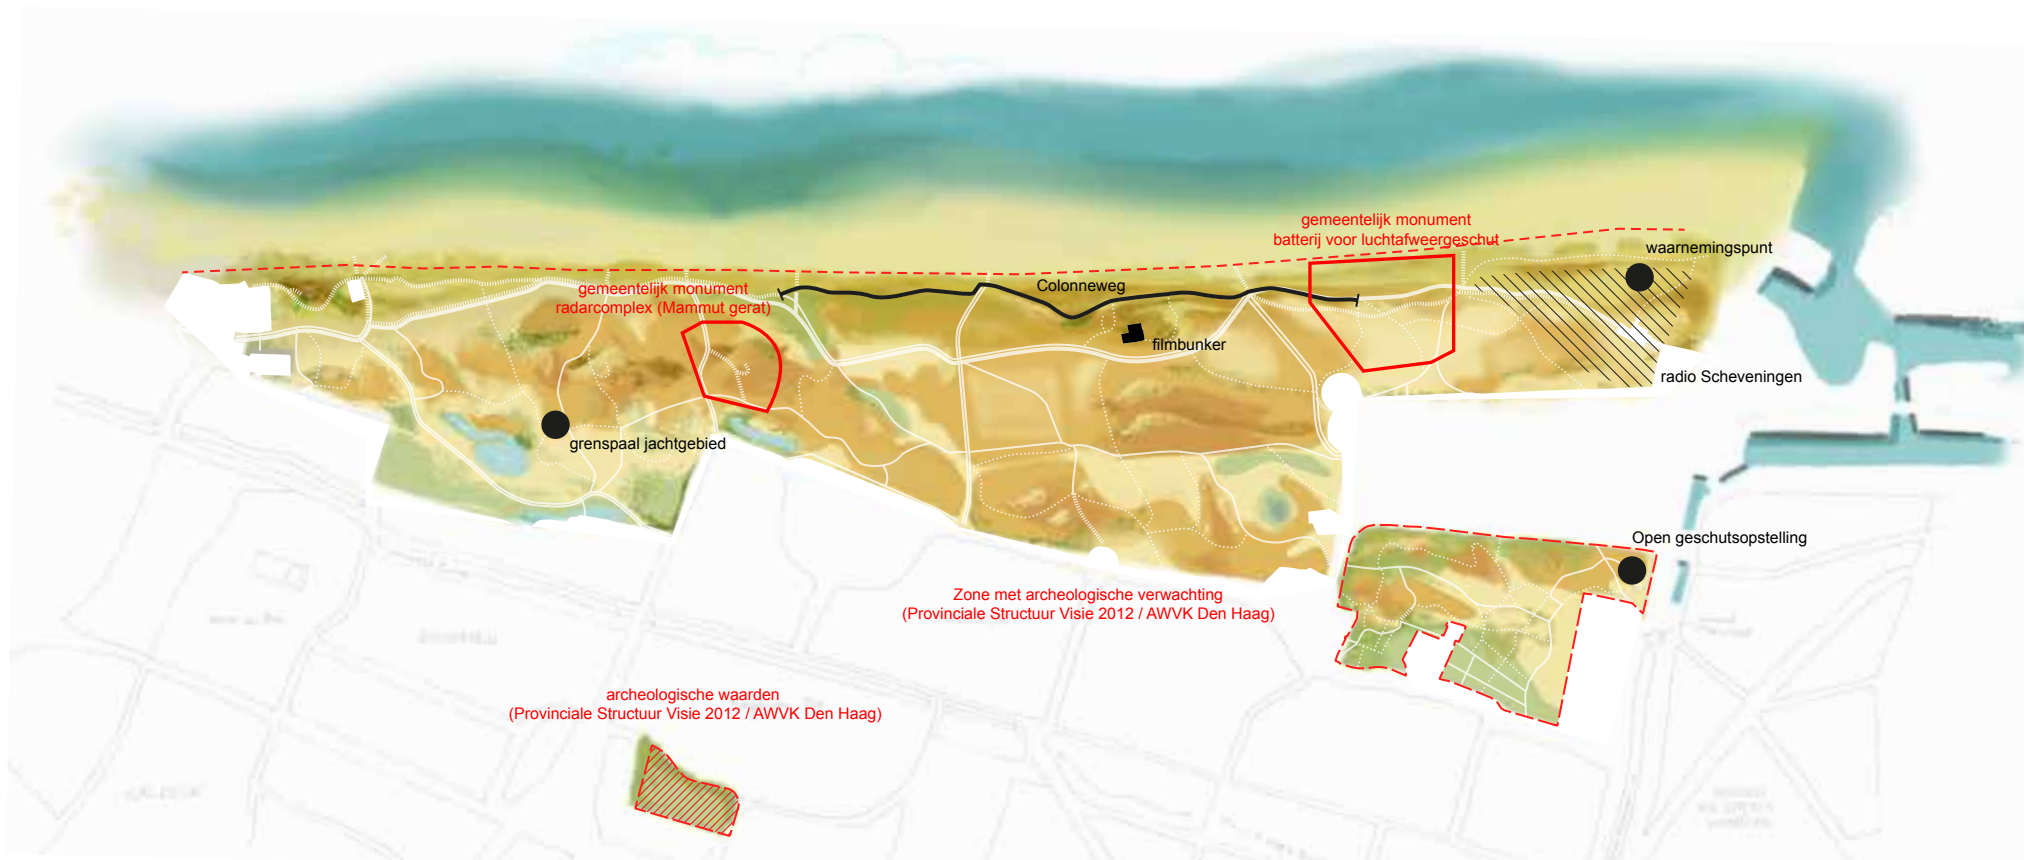 gemeentelijk monument
batterij voor luchtafweergeschut
waarnemingspunt
gemeentelijk monument
radarcomplex (Mammut gerat)
Colonneweg
filmbunker
radio Scheveningen
grenspaal jachtgebied
Open geschutsopstelling
Zone met archeologische verwachting
(Provinciale Structuur Visie 2012 / AWVK Den Haag)
archeologische waarden
(Provinciale Structuur Visie 2012 / AWVK Den Haag)